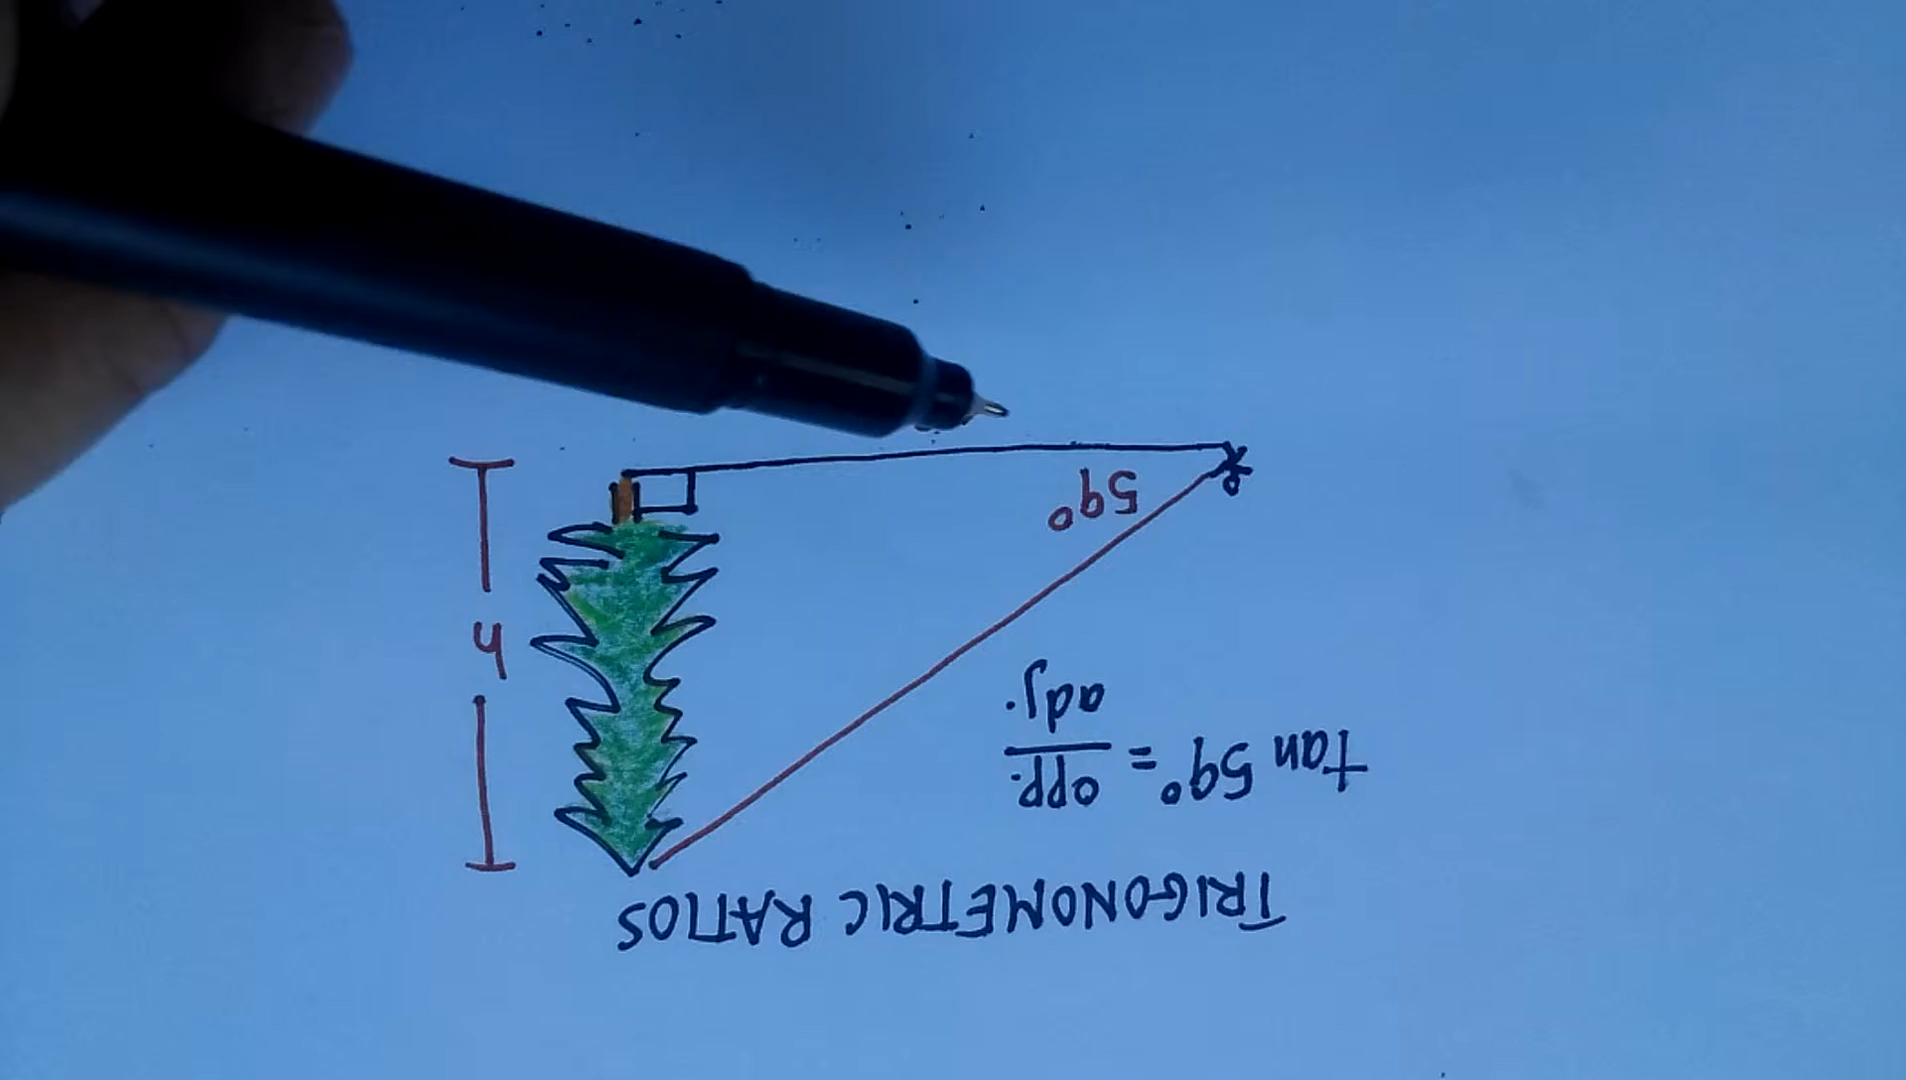 TRIGONOMETRIC RATIOS
tan 59° = opp.
adj.
h
59°